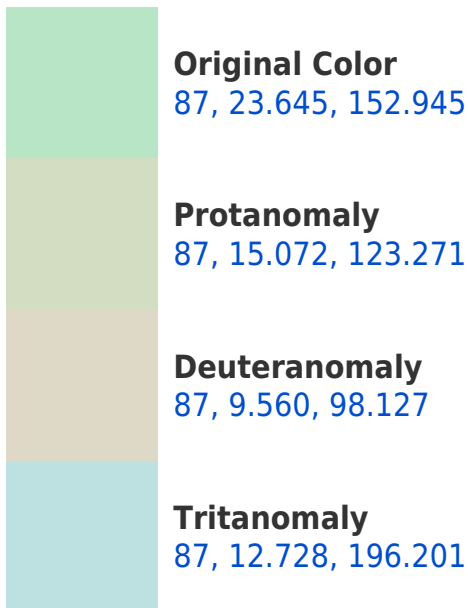 Original Color
87, 23.645, 152.945
Protanomaly
87, 15.072, 123.271
Deuteranomaly
87, 9.560, 98.127
Tritanomaly
87, 12.728, 196.201